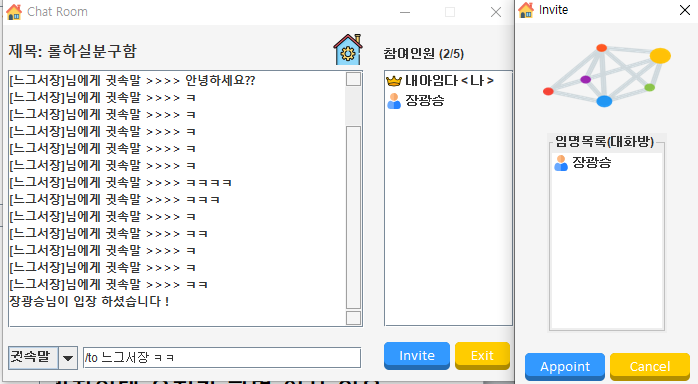 Chat Room
제목: 롤하실분구함
[느그서장]님에게 귓속말 >>>> 안녕하세요??
[느그서장]님에게 귓속말 >>>> ㅋ
[느그서장]님에게 귓속말 >>>> ㅋ
[느그서장]님에게 귓속말 >>>> ㅋ
[느그서장]님에게 귓속말 >>>> ㅋ
[느그서장]님에게 귓속말 >>>> ㅋ
[느그서장]님에게 귓속말 >>>> ㅋㅋㅋㅋ
[느그서장]님에게 귓속말 >>>> ㅋㅋㅋ
[느그서장]님에게 귓속말 >>>> ㅋ
[느그서장]님에게 귓속말 >>>> ㅋㅋ
[느그서장]님에게 귓속말 >>>> ㅋ
[느그서장]님에게 귓속말 >>>> ㅋ
[느그서장]님에게 귓속말 >>>> ㅋㅋ
장광승님이 입장 하셨습니다 !
귓속말
/to 느그서장 ㅋㅋ
참여인원 (2/5)
내아임다 < 나 >
장광승
Invite
Exit
Invite
임명목록(대화방)
장광승
Appoint
Cancel